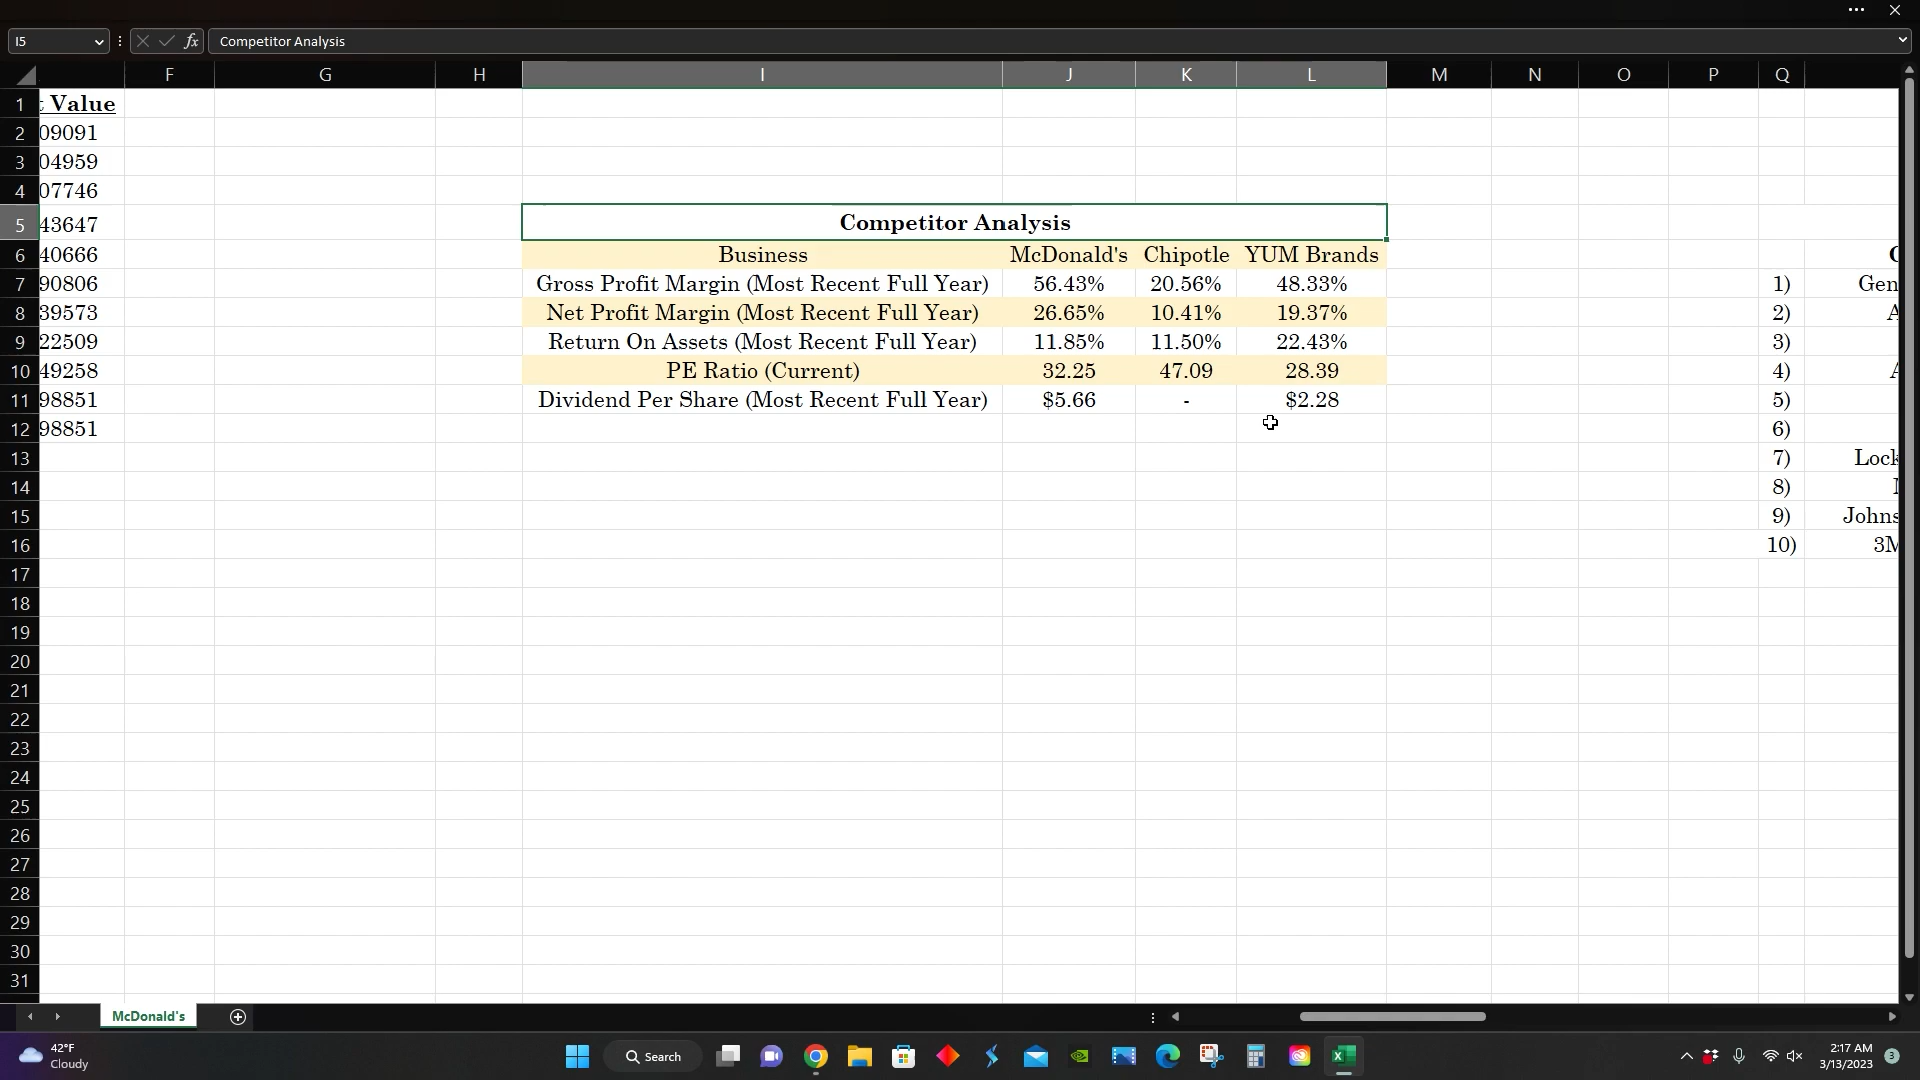 I5
fx
Competitor Analysis
F G H I J K L M N O P Q
1 t Value
2 09091
3 04959
4 07746
5 43647 Competitor Analysis
6 40666 Business McDonald's Chipotle YUM Brands C
7 90806 Gross Profit Margin (Most Recent Full Year) 56.43% 20.56% 48.33% 1) Gen
8 39573 Net Profit Margin (Most Recent Full Year) 26.65% 10.41% 19.37% 2) A
9 22509 Return On Assets (Most Recent Full Year) 11.85% 11.50% 22.43% 3)
10 49258 PE Ratio (Current) 32.25 47.09 28.39 4) A
11 98851 Dividend Per Share (Most Recent Full Year) $5.66 - $2.28 5)
12 98851 6)
13 7) Lock
14 8)
15 9) Johns
16 10) 3M
17
18
19
20
21
22
23
24
25
26
27
28
29
30
31
McDonald's
42°F
Cloudy
Search
2:17 AM
3/13/2023
3